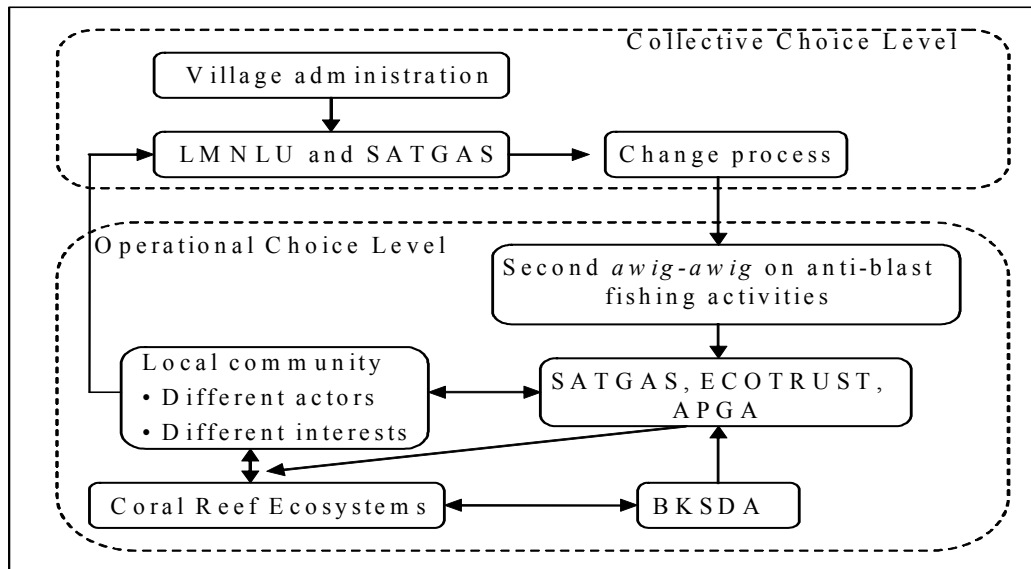 Collective Choice Level
Village administration
LMNLU and SATGAS
Change process
Operational Choice Level
Second awig-awig on anti-blast
fishing activities
Local community
• Different actors
• Different interests
SATGAS, ECOTRUST,
APGA
Coral Reef Ecosystems
BKSDA